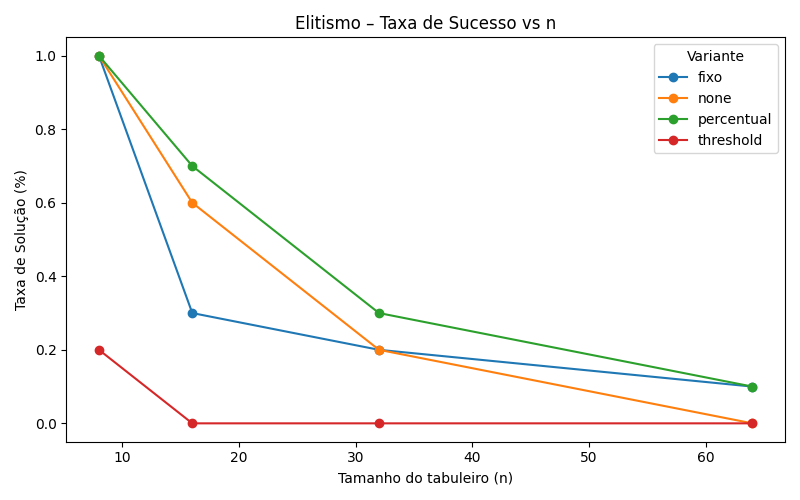 Elitismo – Taxa de Sucesso vs n
Variante
fixo
none
percentual
threshold
Taxa de Solução (%)
1.0
0.8
0.6
0.4
0.2
0.0
10 20 30 40 50 60
Tamanho do tabuleiro (n)